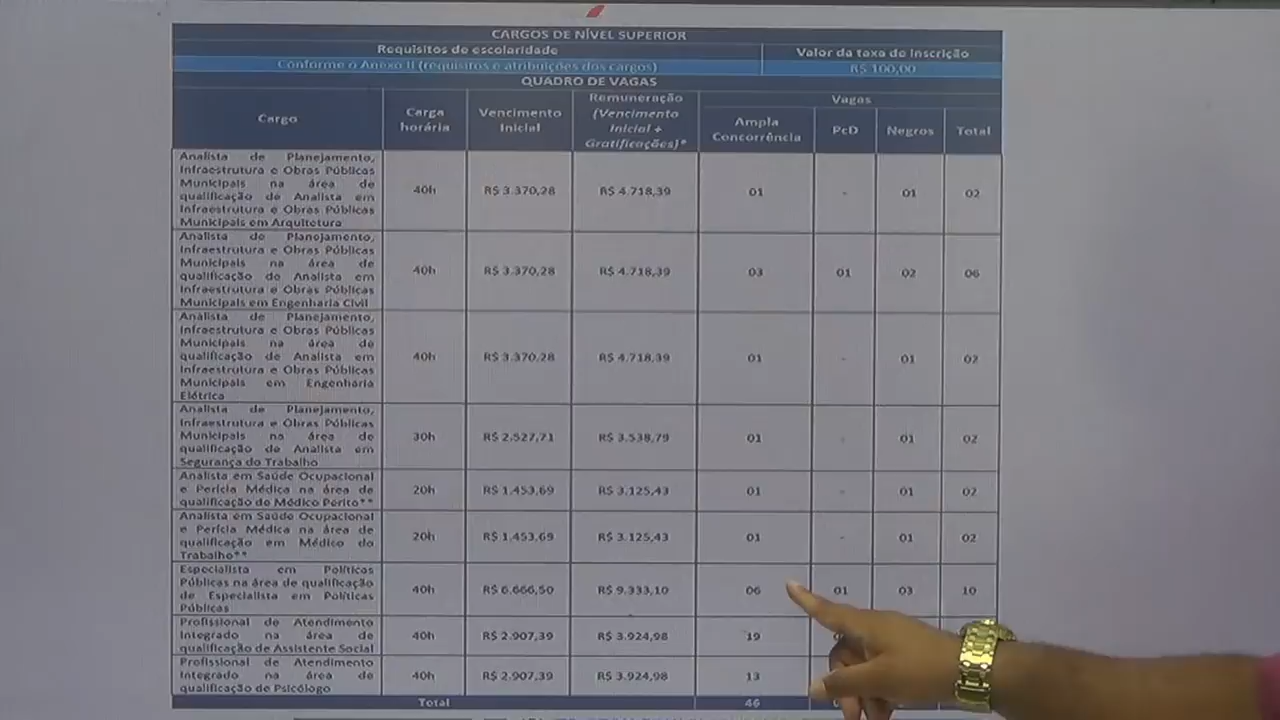 CARGOS DE NÍVEL SUPERIOR
Requisitos de escolaridade
Valor da taxa de inscrição
Conforme o Anexo II (requisitos e atribuições dos cargos)
R$ 100,00
QUADRO DE VAGAS
Cargo
Carga
horária
Vencimento
Inicial
Remuneração
(Vencimento
Inicial +
Gratificações)*
Vagas
Ampla
Concorrência
PcD
Negros
Total
Analista de Planejamento,
Infraestrutura e Obras Públicas
Municipais na área de
qualificação de Analista em
Infraestrutura e Obras Públicas
Municipais em Arquitetura
40h
R$ 3.370,28
R$ 4.718,39
01
-
01
02
Analista de Planejamento,
Infraestrutura e Obras Públicas
Municipais na área de
qualificação de Analista em
Infraestrutura e Obras Públicas
Municipais em Engenharia Civil
40h
R$ 3.370,28
R$ 4.718,39
03
01
02
06
Analista de Planejamento,
Infraestrutura e Obras Públicas
Municipais na área de
qualificação de Analista em
Infraestrutura e Obras Públicas
Municipais em Engenharia
Elétrica
40h
R$ 3.370,28
R$ 4.718,39
01
-
01
02
Analista de Planejamento,
Infraestrutura e Obras Públicas
Municipais na área de
qualificação de Analista em
Segurança do Trabalho
30h
R$ 2.527,71
R$ 3.538,79
01
-
01
02
Analista em Saúde Ocupacional
e Perícia Médica na área de
qualificação de Médico Perito**
20h
R$ 1.453,69
R$ 3.125,43
01
-
01
02
Analista em Saúde Ocupacional
e Perícia Médica na área de
qualificação em Médico do
Trabalho**
20h
R$ 1.453,69
R$ 3.125,43
01
-
01
02
Especialista em Políticas
Públicas na área de qualificação
de Especialista em Políticas
Públicas
40h
R$ 6.666,50
R$ 9.333,10
06
01
03
10
Profissional de Atendimento
Integrado na área de
qualificação de Assistente Social
40h
R$ 2.907,39
R$ 3.924,98
19
Profissional de Atendimento
Integrado na área de
qualificação de Psicólogo
40h
R$ 2.907,39
R$ 3.924,98
13
Total
46